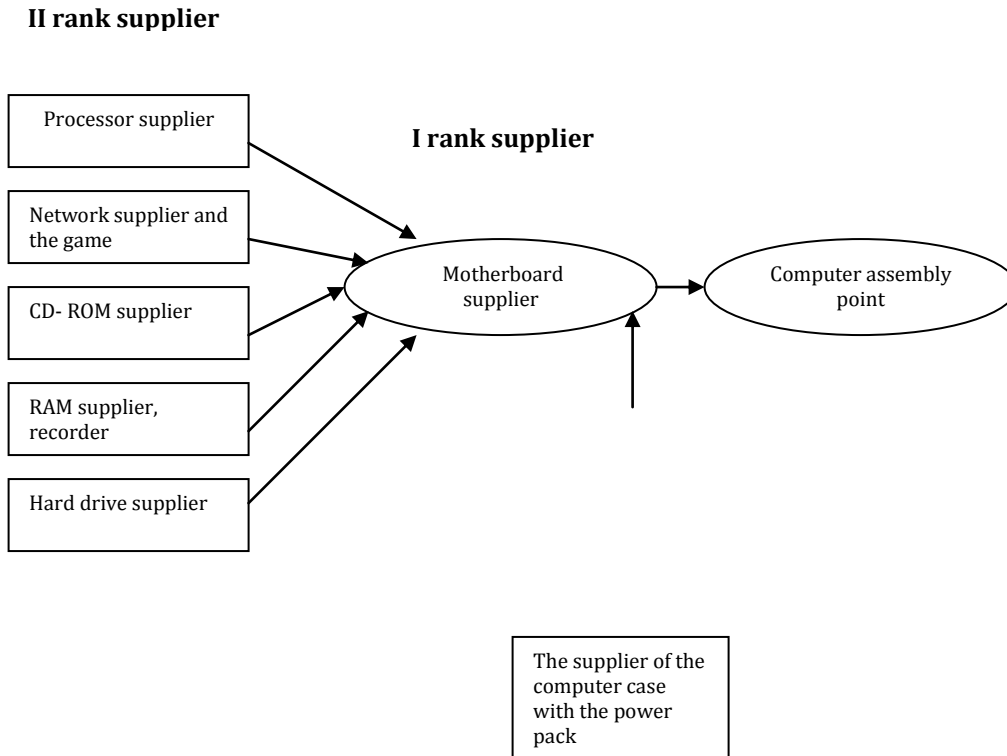 II rank supplier
Processor supplier
I rank supplier
Network supplier and
the game
Motherboard
supplier
Computer assembly
point
CD- ROM supplier
RAM supplier,
recorder
Hard drive supplier
The supplier of the
computer case
with the power
pack